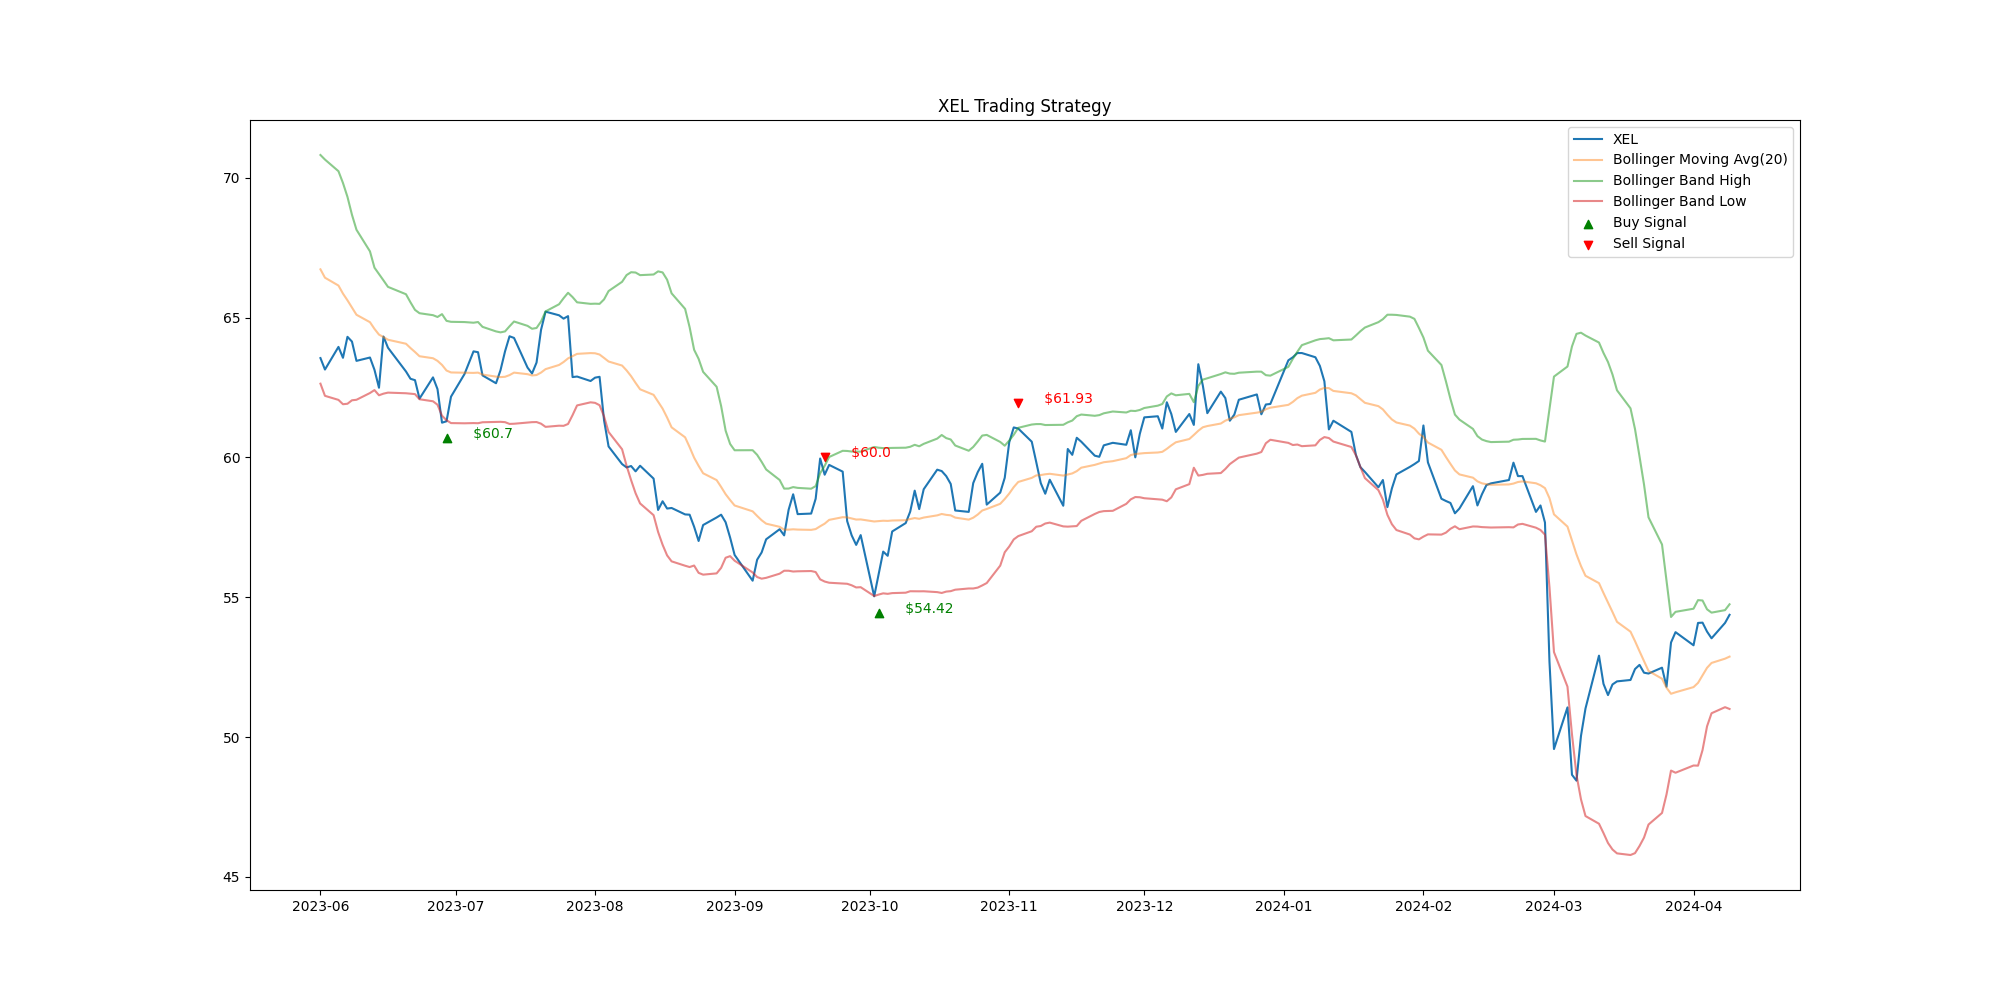 XEL Trading Strategy
XEL
Bollinger Moving Avg(20)
Bollinger Band High
Bollinger Band Low
Buy Signal
Sell Signal
70
65
60
55
50
45
$60.7
$60.0
$54.42
$61.93
2023-06 2023-07 2023-08 2023-09 2023-10 2023-11 2023-12 2024-01 2024-02 2024-03 2024-04